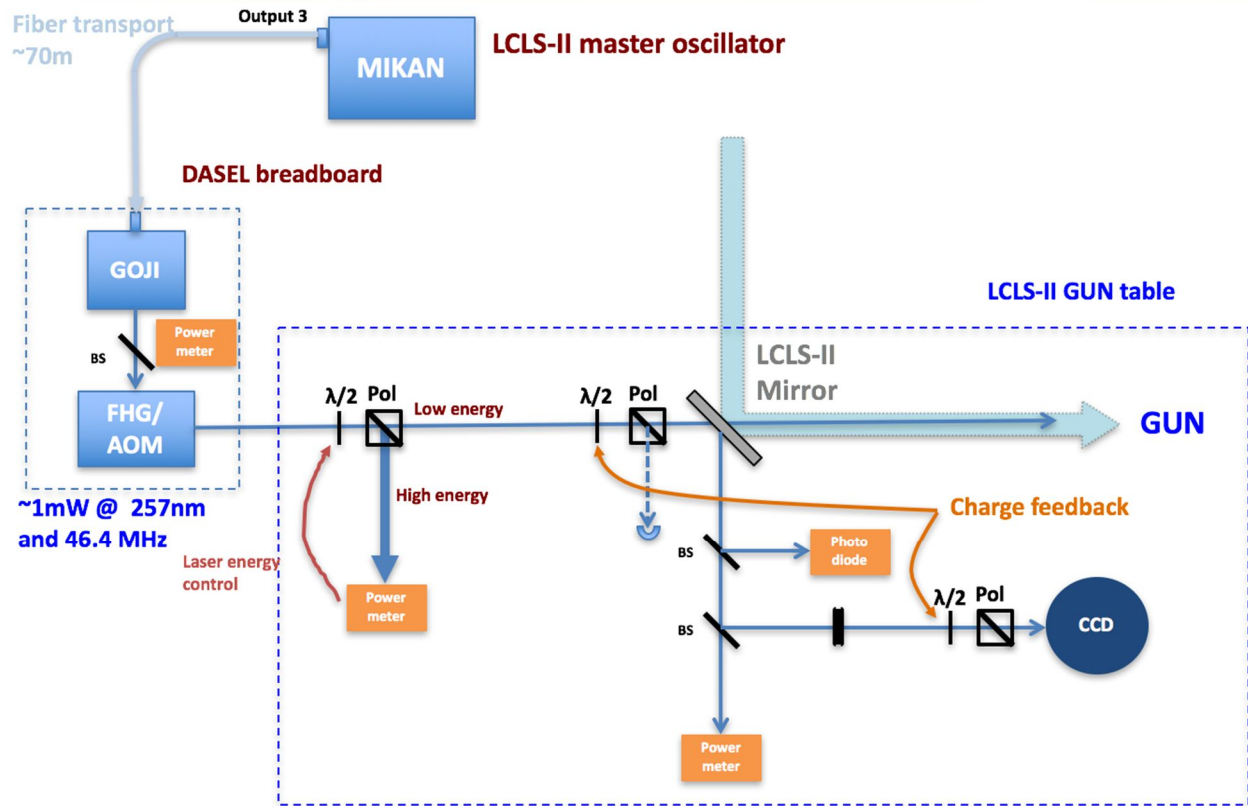 Fiber transport
~70m
Output 3
MIKAN
LCLS-II master oscillator
DASEL breadboard
GOJI
BS
Power
meter
FHG/
AOM
~1mW @ 257nm
and 46.4 MHz
LCLS-II GUN table
LCLS-II
Mirror
λ/2
Pol
Low energy
λ/2
Pol
GUN
High energy
Laser energy
control
Power
meter
Charge feedback
BS
Photo
diode
BS
λ/2
Pol
CCD
Power
meter